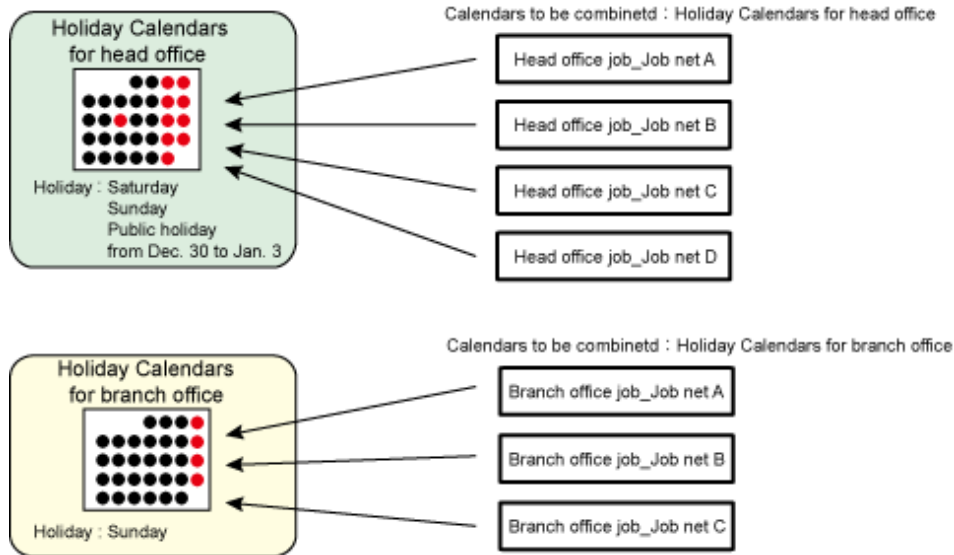 Calendars to be combinetd : Holiday Calendars for head office
Holiday Calendars
for head office
Holiday : Saturday
Sunday
Public holiday
from Dec. 30 to Jan. 3
Head office job_Job net A
Head office job_Job net B
Head office job_Job net C
Head office job_Job net D
Calendars to be combinetd : Holiday Calendars for branch office
Holiday Calendars
for branch office
Holiday : Sunday
Branch office job_Job net A
Branch office job_Job net B
Branch office job_Job net C